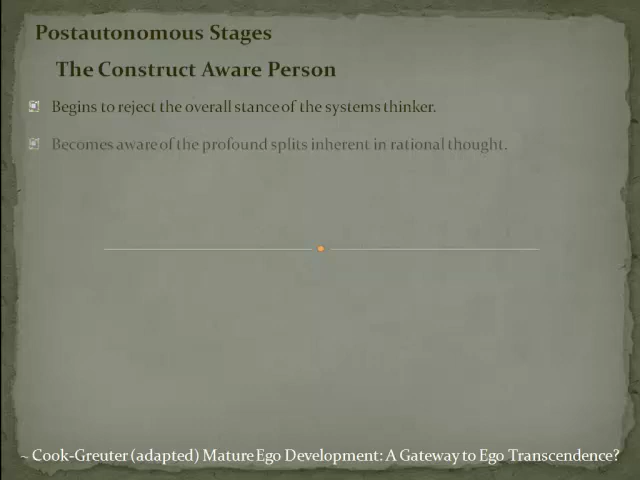 Postautonomous Stages
The Construct Aware Person
Begins to reject the overall stance of the systems thinker.
Becomes aware of the profound splits inherent in rational thought.
~ Cook-Greuter (adapted) Mature Ego Development: A Gateway to Ego Transcendence?